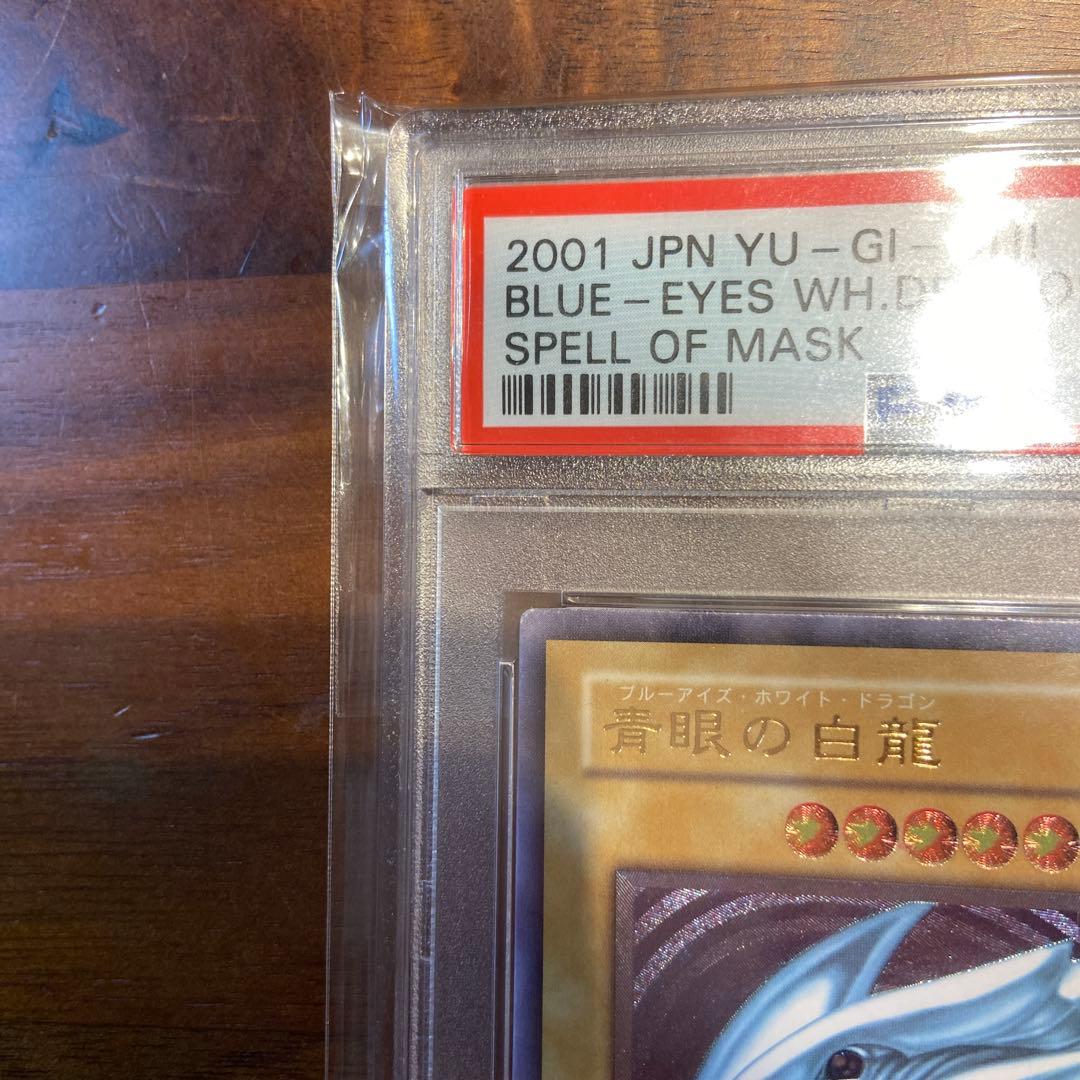 2001 JPN YU-GI-
BLUE-EYES
SPELL OF MASK
ブルーアイズ・ホワイト・ドラゴン
青眼の白龍